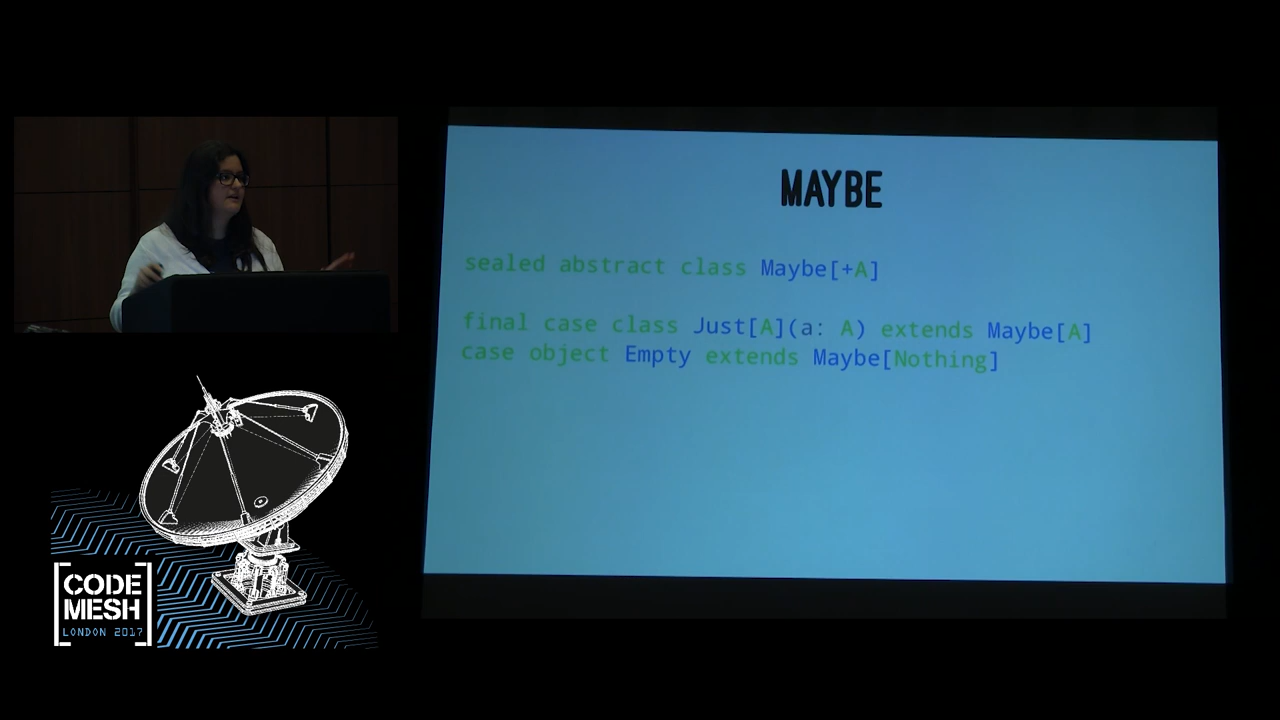 MAYBE
sealed abstract class Maybe[+A]
final case class Just[A](a: A) extends Maybe[A]
case object Empty extends Maybe[Nothing]
[CODE
MESH
LONDON 2017]